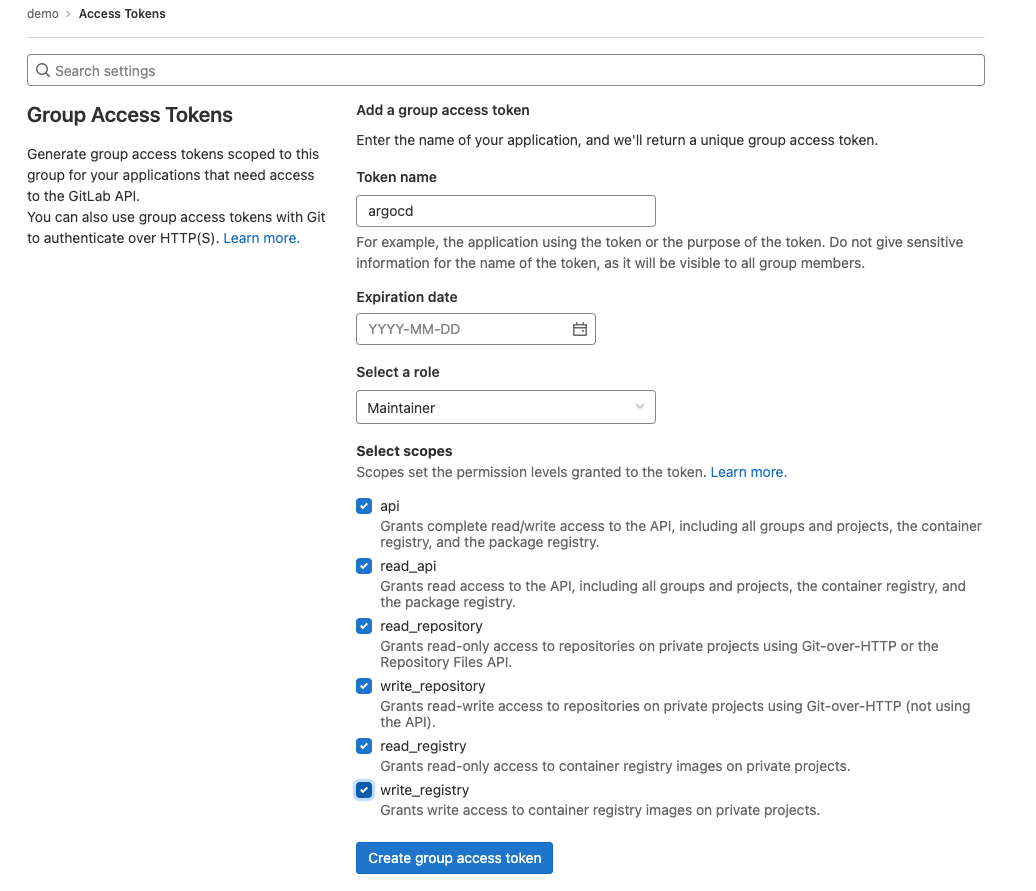 demo › Access Tokens
Search settings
Group Access Tokens
Generate group access tokens scoped to this
group for your applications that need access
to the GitLab API.
You can also use group access tokens with Git
to authenticate over HTTP(S). Learn more.
Add a group access token
Enter the name of your application, and we'll return a unique group access token.
Token name
argocd
For example, the application using the token or the purpose of the token. Do not give sensitive
information for the name of the token, as it will be visible to all group members.
Expiration date
YYYY-MM-DD
Select a role
Maintainer
Select scopes
Scopes set the permission levels granted to the token. Learn more.
api
Grants complete read/write access to the API, including all groups and projects, the container
registry, and the package registry.
read_api
Grants read access to the API, including all groups and projects, the container registry, and
the package registry.
read_repository
Grants read-only access to repositories on private projects using Git-over-HTTP or the
Repository Files API.
write_repository
Grants read-write access to repositories on private projects using Git-over-HTTP (not using
the API).
read_registry
Grants read-only access to container registry images on private projects.
write_registry
Grants write access to container registry images on private projects.
Create group access token